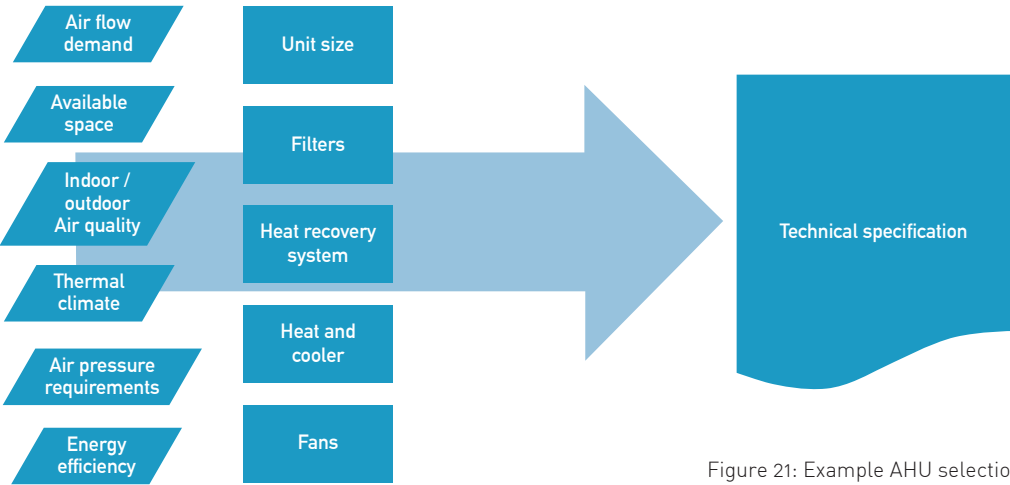 Air flow
demand
Available
space
Indoor /
outdoor
Air quality
Thermal
climate
Air pressure
requirements
Energy
efficiency
Unit size
Filters
Heat recovery
system
Heat and
cooler
Fans
Technical specification
Figure 21: Example AHU selectio